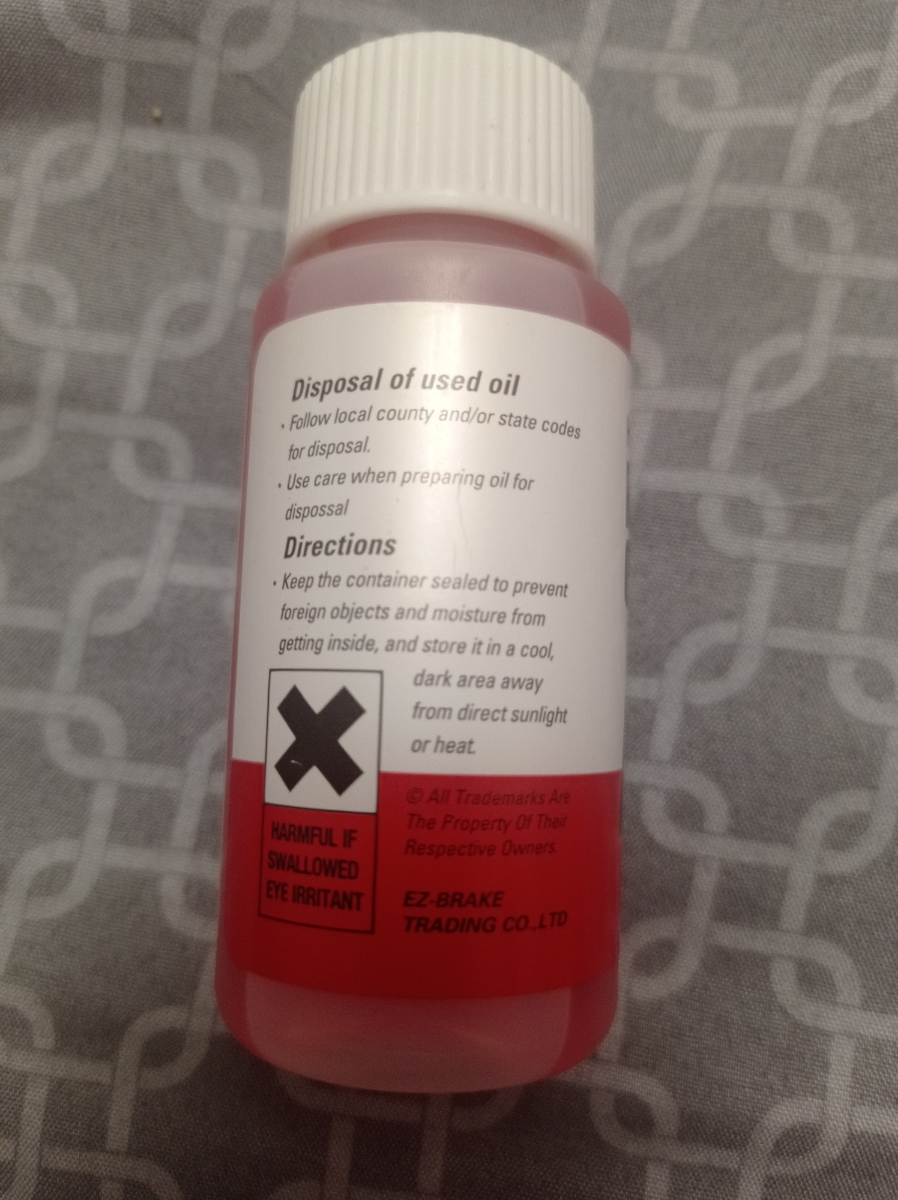 Disposal of used oil
· Follow local county and/or state codes
for disposal.
· Use care when preparing oil for
dispossal
Directions
· Keep the container sealed to prevent
foreign objects and moisture from
getting inside, and store it in a cool,
dark area away
from direct sunlight
or heat.
HARMFUL IF
SWALLOWED
EYE IRRITANT
© All Trademarks Are
The Property Of Their
Respective Owners.
EZ-BRAKE
TRADING CO.,LTD